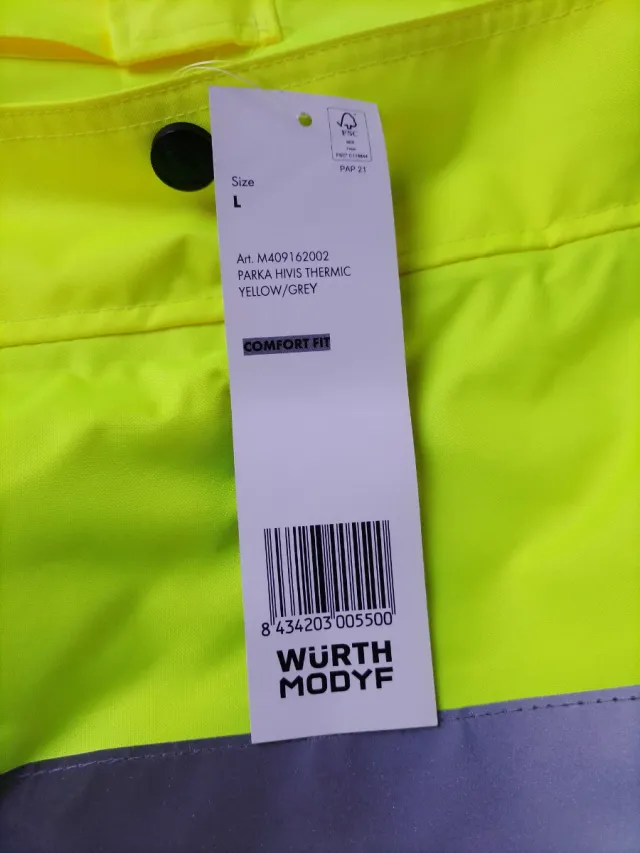 FSC
Size
PAP 21
L
Art. M409162002
PARKA HIVIS THERMIC
YELLOW/GREY
COMFORT FIT
8 434203 005500
WÜRTH
MODYF